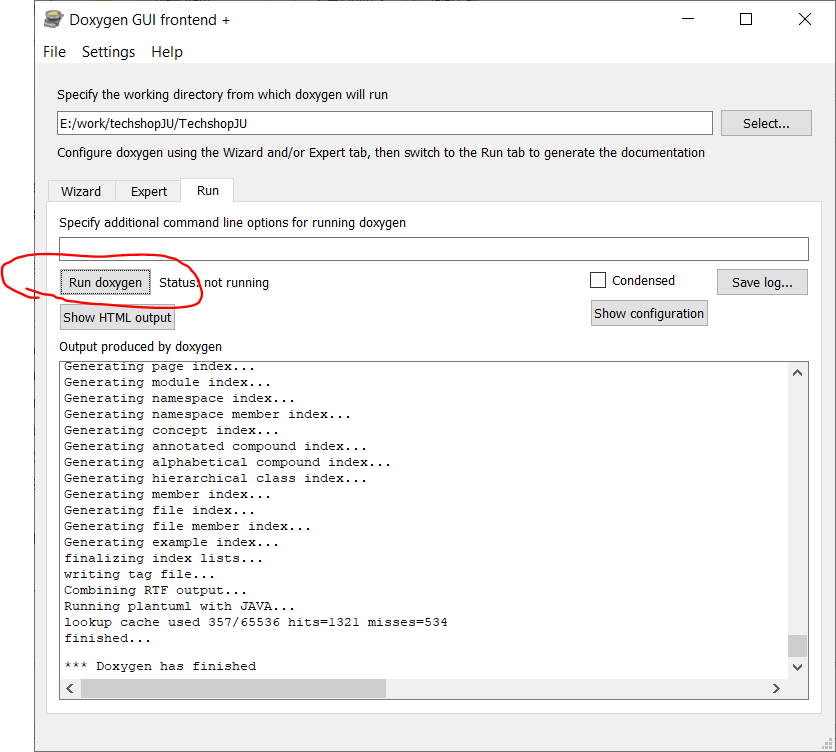 Doxygen GUI frontend +
File Settings Help
Specify the working directory from which doxygen will run
E:/work/techshopJU/TechshopJU Select...
Configure doxygen using the Wizard and/or Expert tab, then switch to the Run tab to generate the documentation
Wizard Expert Run
Specify additional command line options for running doxygen
Run doxygen Status: not running Condensed Save log...
Show HTML output Show configuration
Output produced by doxygen
Generating page index...
Generating module index...
Generating namespace index...
Generating namespace member index...
Generating concept index...
Generating annotated compound index...
Generating alphabetical compound index...
Generating hierarchical class index...
Generating member index...
Generating file index...
Generating file member index...
Generating example index...
finalizing index lists...
writing tag file...
Combining RTF output...
Running plantuml with JAVA...
lookup cache used 357/65536 hits=1321 misses=534
finished...
*** Doxygen has finished